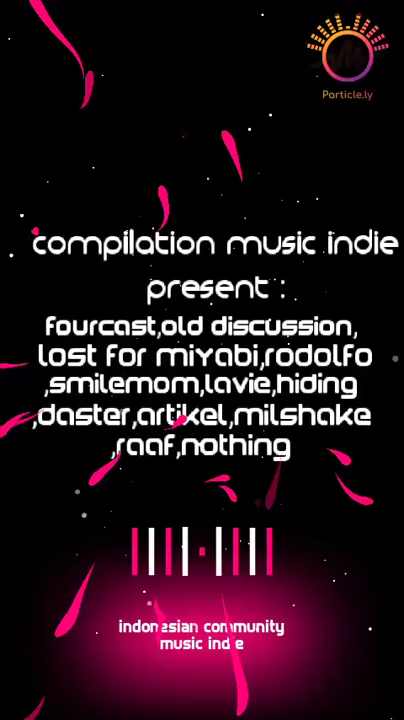 Particle.ly
compilation music indie
present :
fourcast,old discussion,
lost for miyabi,rodolfo
,smilemom,lavie,hiding
,daster,artikel,milshake
,raaf,nothing
indonesian community
music indie